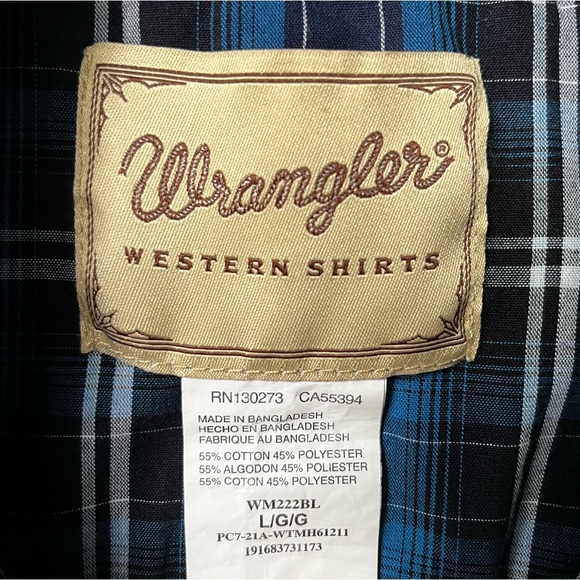 Wrangler®
WESTERN SHIRTS
RN130273 CA55394
MADE IN BANGLADESH
HECHO EN BANGLADESH
FABRIQUE AU BANGLADESH
55% COTTON 45% POLYESTER
55% ALGODON 45% POLIESTER
55% COTON 45% POLYESTER
WM222BL
L/G/G
PC7-21A-WTMH61211
191683731173